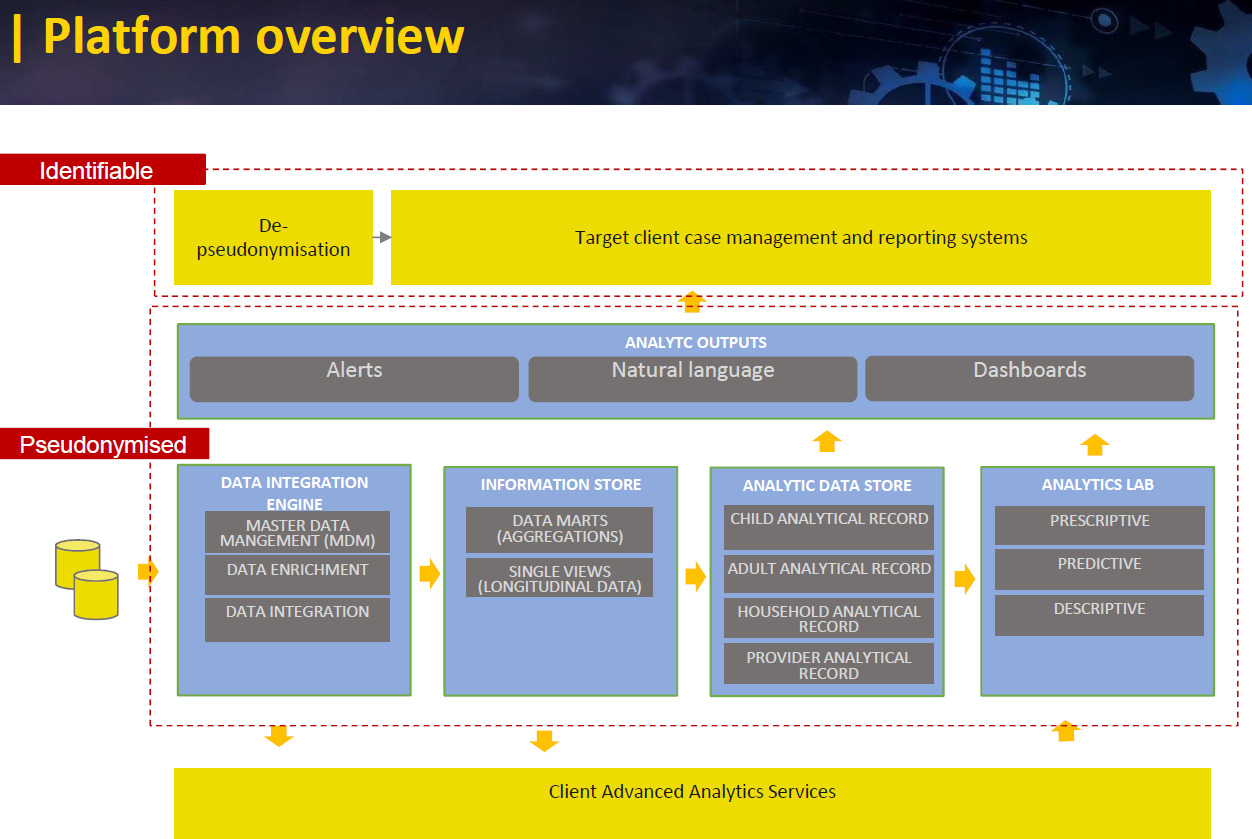 | Platform overview
Identifiable
De-
pseudonymisation
Target client case management and reporting systems
ANALYTC OUTPUTS
Alerts
Natural language
Dashboards
Pseudonymised
DATA INTEGRATION
ENGINE
MASTER DATA
MANGEMENT (MDM)
DATA ENRICHMENT
DATA INTEGRATION
INFORMATION STORE
DATA MARTS
(AGGREGATIONS)
SINGLE VIEWS
(LONGITUDINAL DATA)
ANALYTIC DATA STORE
CHILD ANALYTICAL RECORD
ADULT ANALYTICAL RECORD
HOUSEHOLD ANALYTICAL
RECORD
PROVIDER ANALYTICAL
RECORD
ANALYTICS LAB
PRESCRIPTIVE
PREDICTIVE
DESCRIPTIVE
Client Advanced Analytics Services